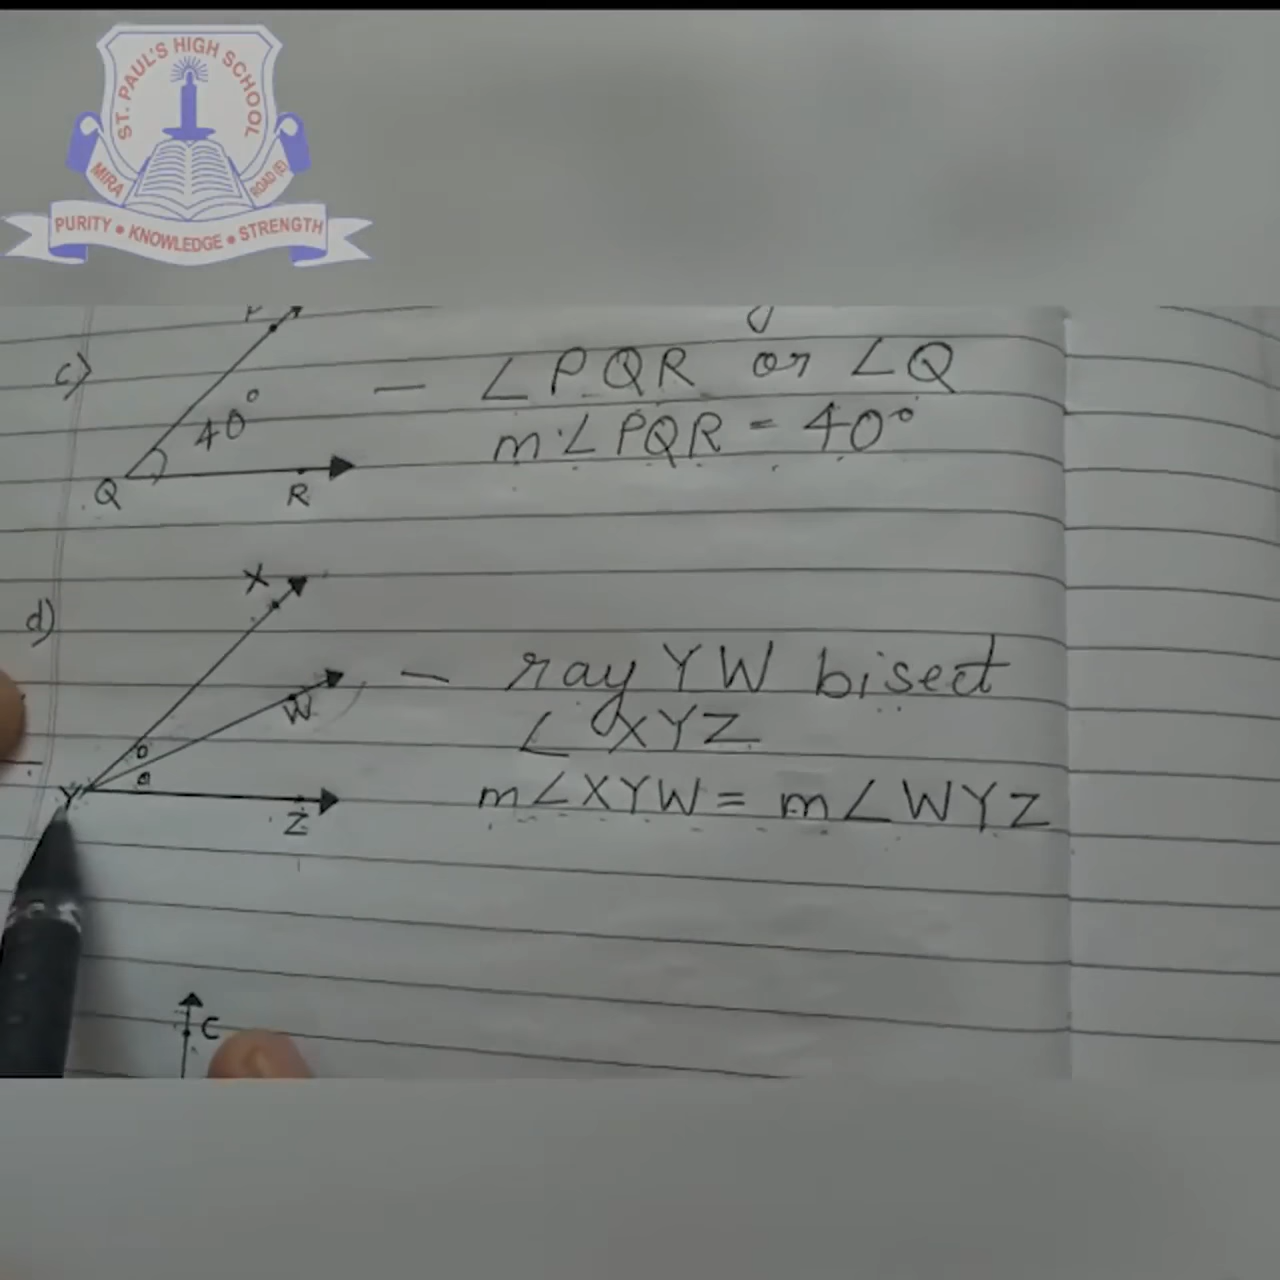 ST. PAUL'S HIGH SCHOOL
MIRA ROAD (E)
PURITY • KNOWLEDGE • STRENGTH
P
c)
40°
Q
R
— ∠PQR or ∠Q
m∠PQR = 40°
d)
X
W
Y
Z
— ray YW bisect
∠XYZ
m∠XYW = m∠WYZ
C